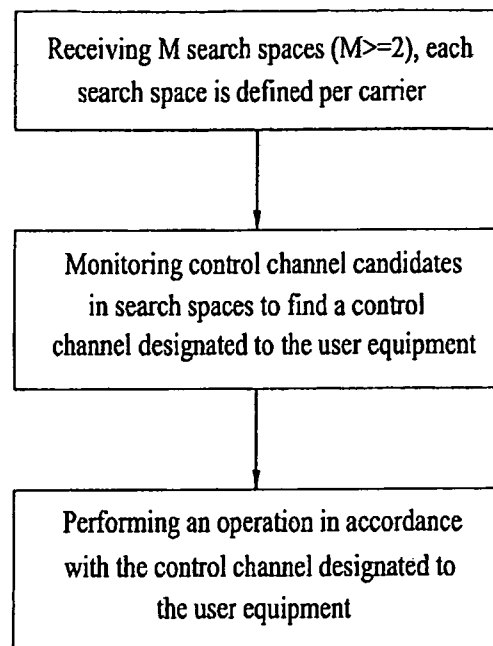 Receiving M search spaces (M>=2), each
search space is defined per carrier
Monitoring control channel candidates
in search spaces to find a control
channel designated to the user equipment
Performing an operation in accordance
with the control channel designated to
the user equipment